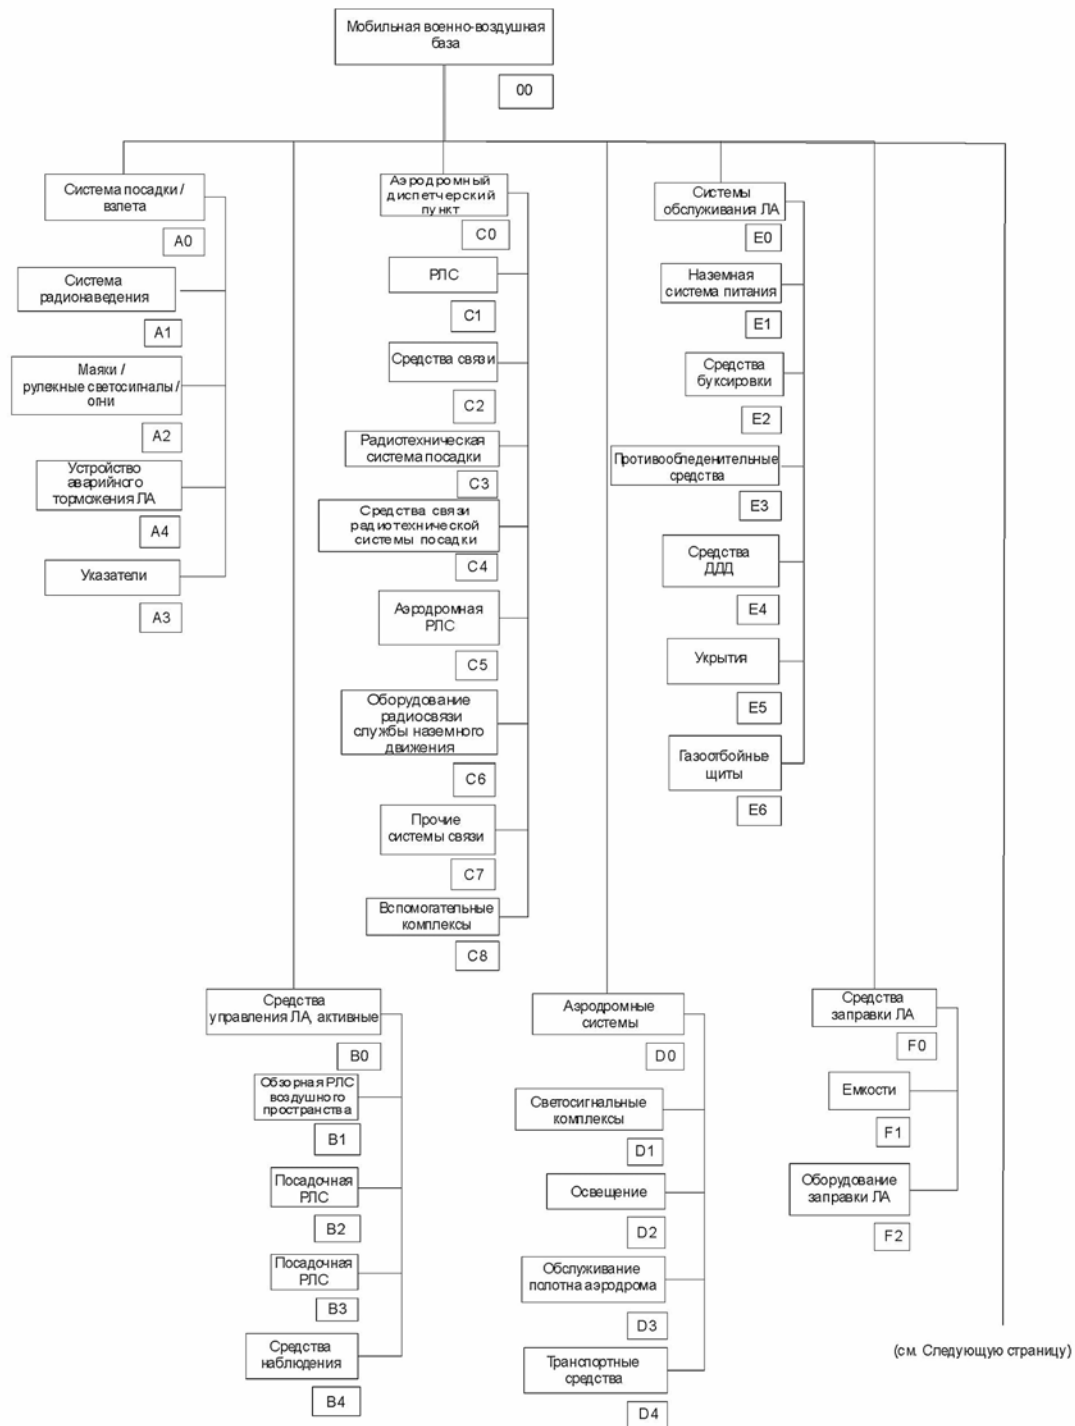 Мобильная военно-воздушная
база
00
Система посадки /
взлета
A0
Система
радионаведения
A1
Маяки /
рулежные светосигналы /
огни
A2
Устройство
аварийного
торможения ЛА
A4
Указатели
A3
Аэродромный
диспетчерский
пункт
C0
РЛС
C1
Средства связи
C2
Радиотехническая
система посадки
C3
Средства связи
радиотехнической
системы посадки
C4
Аэродромная
РЛС
C5
Оборудование
радиосвязи
службы наземного
движения
C6
Прочие
системы связи
C7
Вспомогательные
комплексы
C8
Системы
обслуживания ЛА
E0
Наземная
система питания
E1
Средства
буксировки
E2
Противообледенительные
средства
E3
Средства
ДДД
E4
Укрытия
E5
Газоотбойные
щиты
E6
Средства
управления ЛА, активные
B0
Обзорная РЛС
воздушного
пространства
B1
Посадочная
РЛС
B2
Посадочная
РЛС
B3
Средства
наблюдения
B4
Аэродромные
системы
D0
Светосигнальные
комплексы
D1
Освещение
D2
Обслуживание
полотна аэродрома
D3
Транспортные
средства
D4
Средства
заправки ЛА
F0
Емкости
F1
Оборудование
заправки ЛА
F2
(см. Следующую страницу)